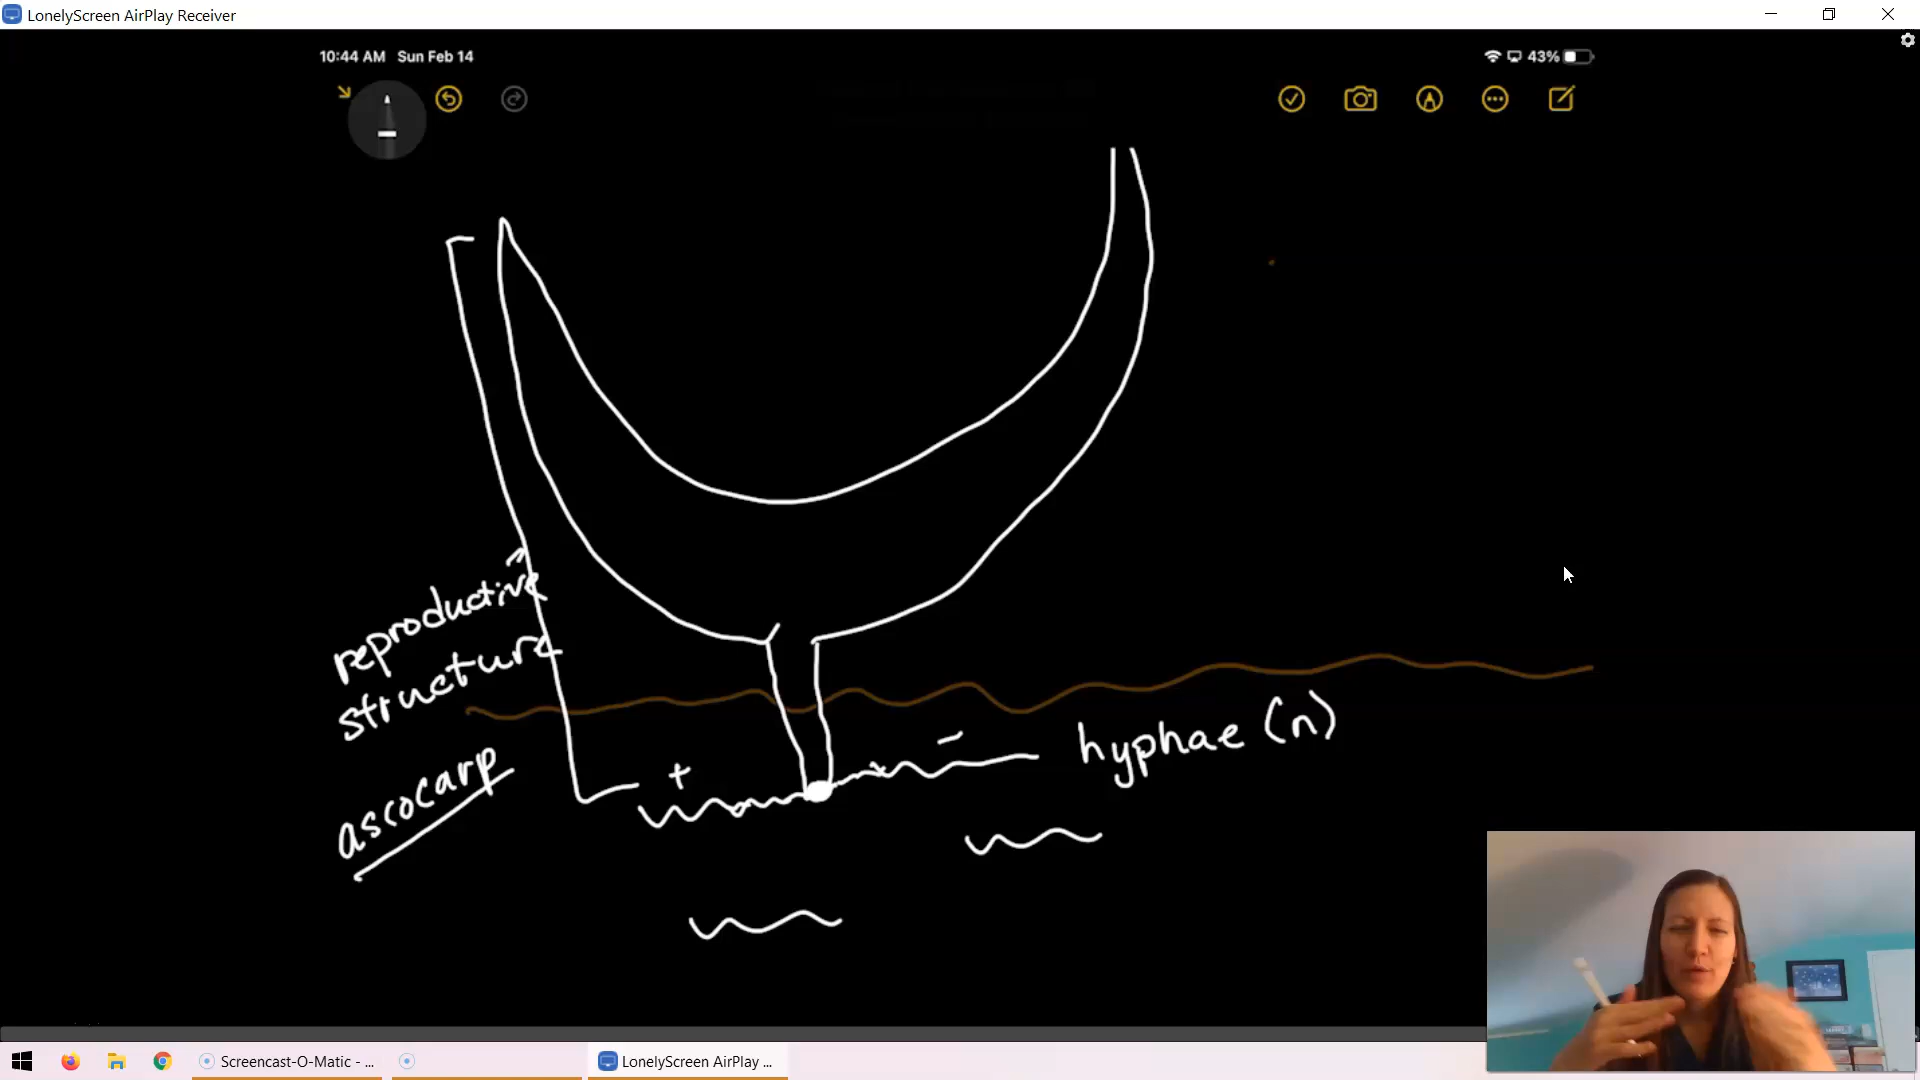 LonelyScreen AirPlay Receiver
10:44 AM Sun Feb 14
43%
reproductive
structure
ascocarp
+
-
hyphae (n)
Screencast-O-Matic - ...
LonelyScreen AirPlay ...